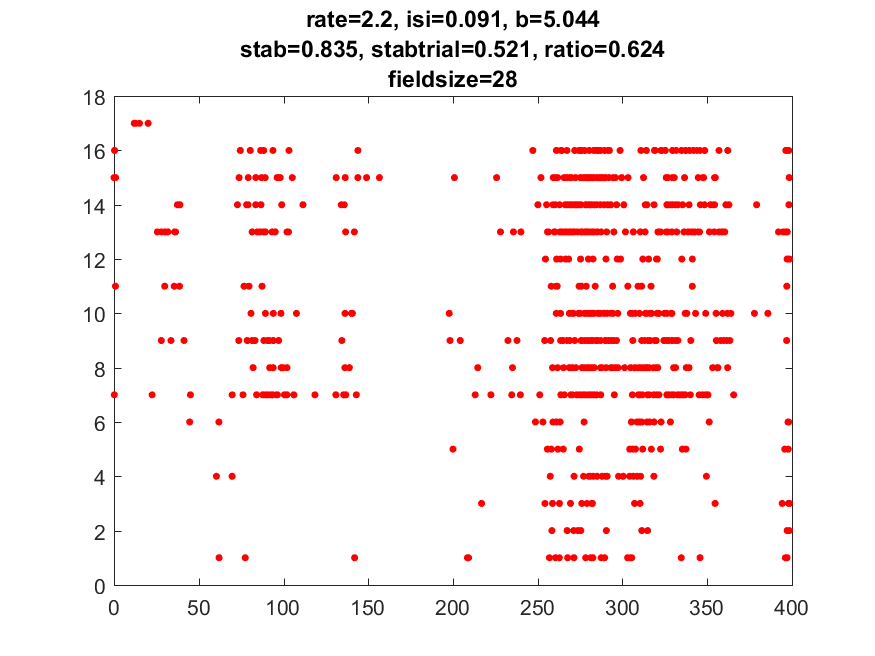 rate=2.2, isi=0.091, b=5.044
stab=0.835, stabtrial=0.521, ratio=0.624
fieldsize=28
18
16
14
12
10
8
6
4
2
0
0 50 100 150 200 250 300 350 400